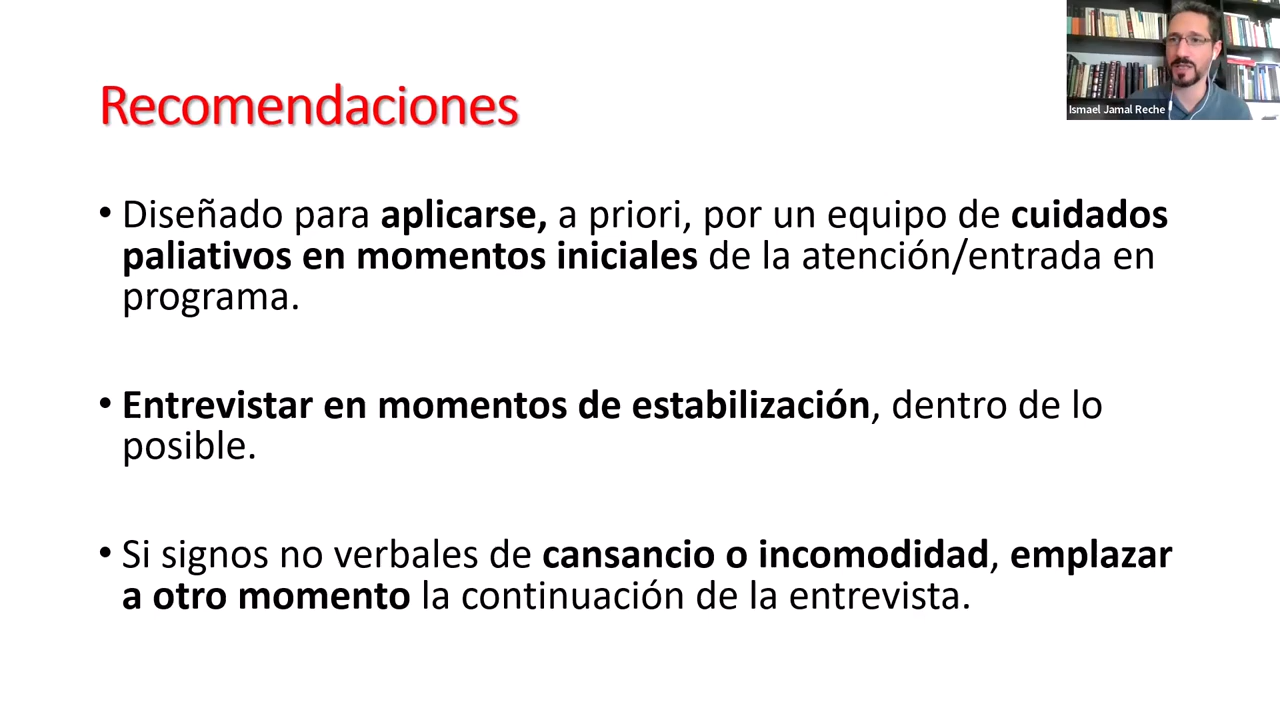 Recomendaciones
Ismael Jamal Reche
• Diseñado para aplicarse, a priori, por un equipo de cuidados
paliativos en momentos iniciales de la atención/entrada en
programa.
• Entrevistar en momentos de estabilización, dentro de lo
posible.
• Si signos no verbales de cansancio o incomodidad, emplazar
a otro momento la continuación de la entrevista.